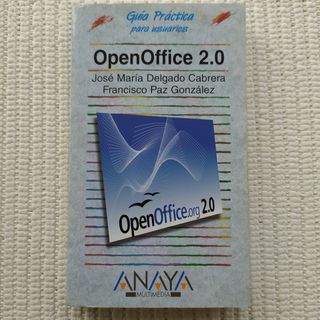 Guía Práctica
para usuarios
OpenOffice 2.0
José María Delgado Cabrera
Francisco Paz González
OpenOffice.org 2.0
ANAYA
MULTIMEDIA